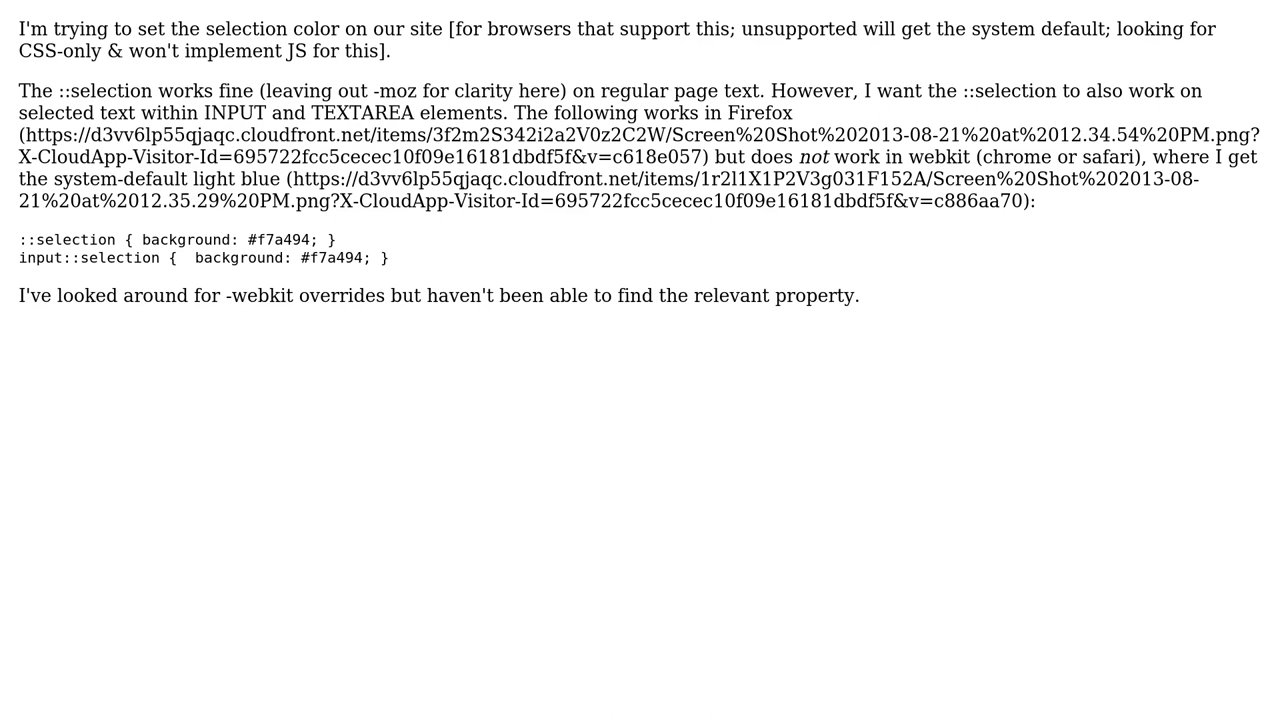 I'm trying to set the selection color on our site [for browsers that support this; unsupported will get the system default; looking for
CSS-only & won't implement JS for this].
The ::selection works fine (leaving out -moz for clarity here) on regular page text. However, I want the ::selection to also work on
selected text within INPUT and TEXTAREA elements. The following works in Firefox
(https://d3vv6lp55qjaqc.cloudfront.net/items/3f2m2S342i2a2V0z2C2W/Screen%20Shot%202013-08-21%20at%2012.34.54%20PM.png?
X-CloudApp-Visitor-Id=695722fcc5cecec10f09e16181dbdf5f&v=c618e057) but does not work in webkit (chrome or safari), where I get
the system-default light blue (https://d3vv6lp55qjaqc.cloudfront.net/items/1r2l1X1P2V3g031F152A/Screen%20Shot%202013-08-
21%20at%2012.35.29%20PM.png?X-CloudApp-Visitor-Id=695722fcc5cecec10f09e16181dbdf5f&v=c886aa70):
::selection { background: #f7a494; }
input::selection {  background: #f7a494; }
I've looked around for -webkit overrides but haven't been able to find the relevant property.